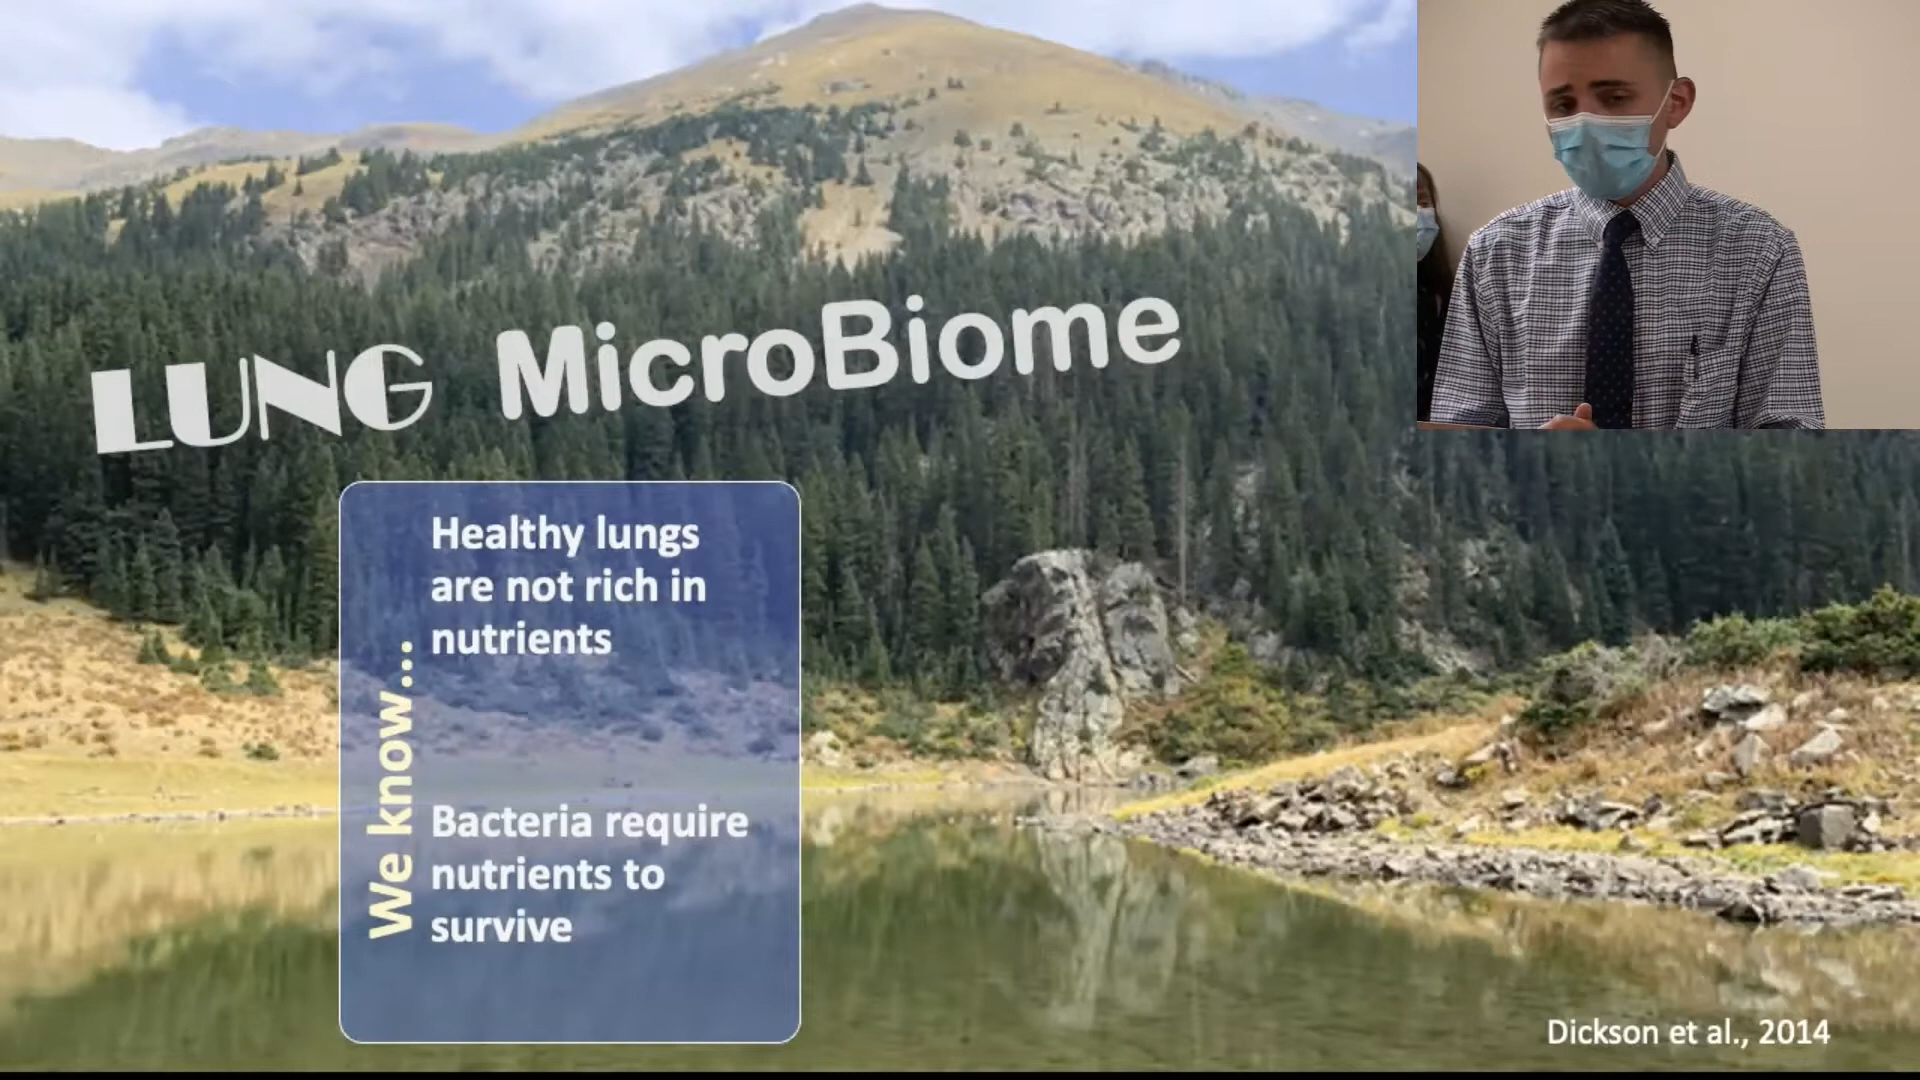 LUNG MicroBiome
We know...
Healthy lungs
are not rich in
nutrients
Bacteria require
nutrients to
survive
Dickson et al., 2014